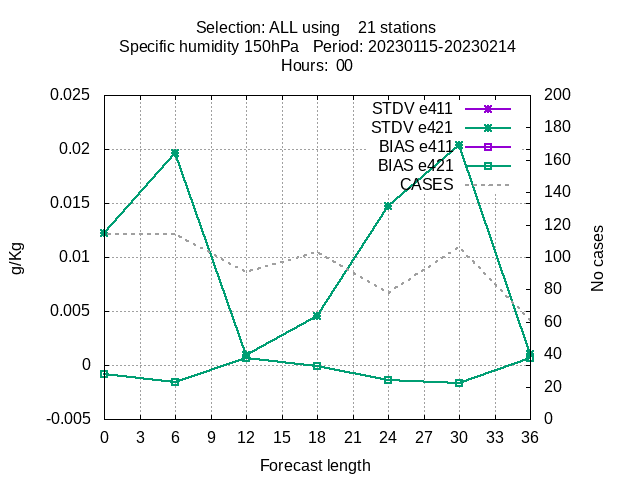 Selection: ALL using    21 stations
Specific humidity 150hPa   Period: 20230115-20230214
Hours:  00
0.025
0.02
0.015
0.01
0.005
0
-0.005
g/Kg
STDV e411
STDV e421
BIAS e411
BIAS e421
CASES
200
180
160
140
120
100
80
60
40
20
0
No cases
0 3 6 9 12 15 18 21 24 27 30 33 36
Forecast length